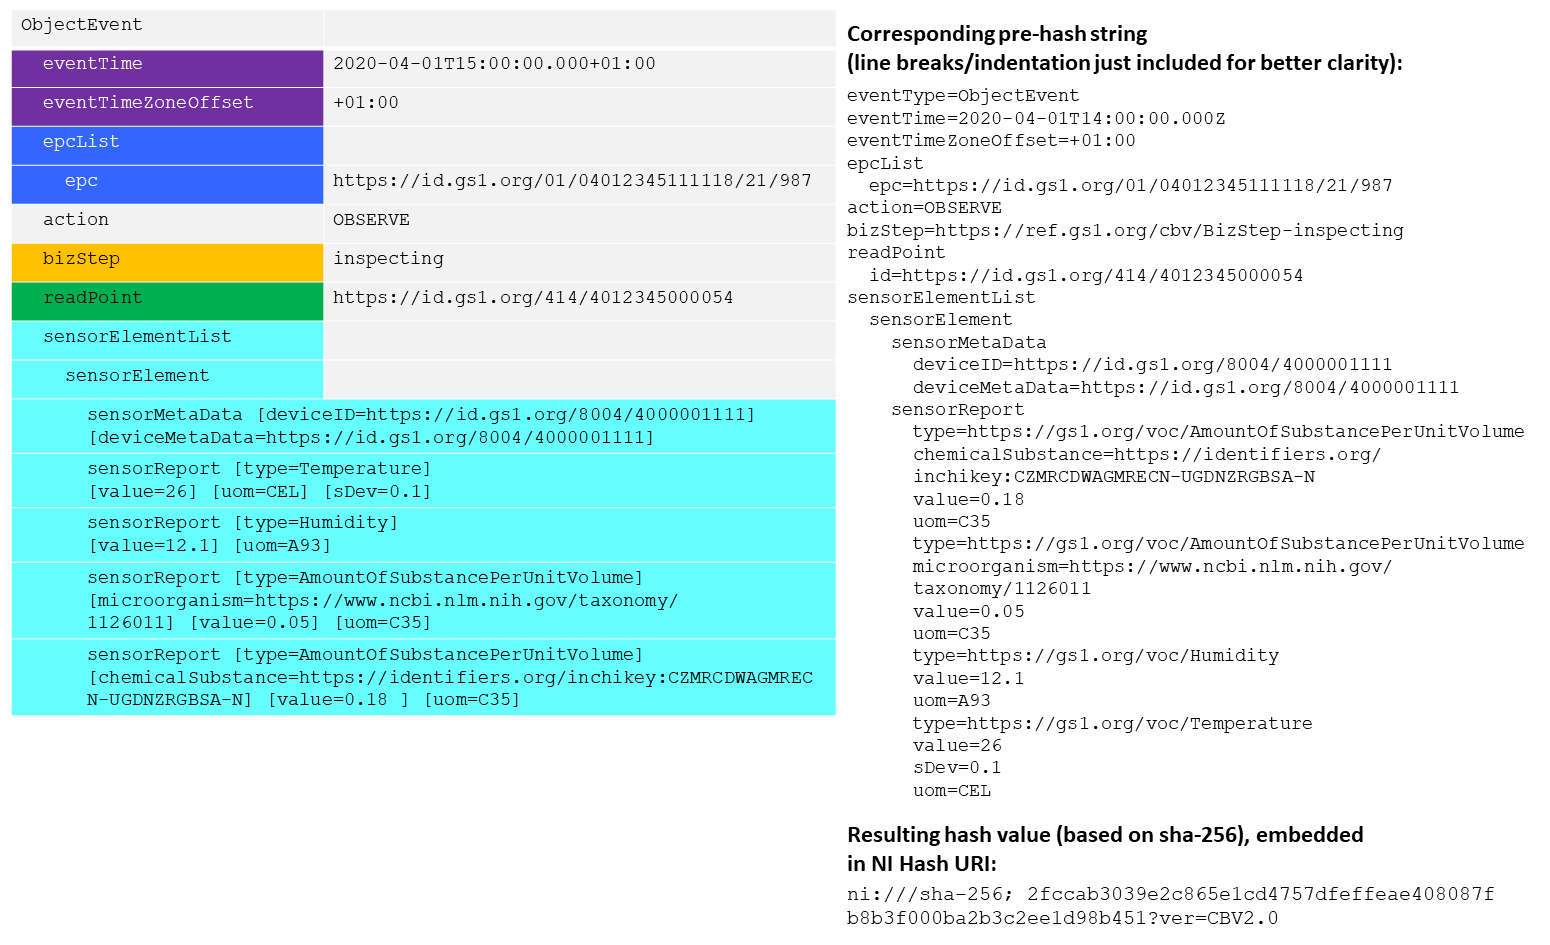 ObjectEvent
eventTime 2020-04-01T15:00:00.000+01:00
eventTimeZoneOffset +01:00
epcList
epc https://id.gs1.org/01/04012345111118/21/987
action OBSERVE
bizStep inspecting
readPoint https://id.gs1.org/414/4012345000054
sensorElementList
sensorElement
sensorMetaData [deviceID=https://id.gs1.org/8004/4000001111]
[deviceMetaData=https://id.gs1.org/8004/4000001111]
sensorReport [type=Temperature]
[value=26] [uom=CEL] [sDev=0.1]
sensorReport [type=Humidity]
[value=12.1] [uom=A93]
sensorReport [type=AmountOfSubstancePerUnitVolume]
[microorganism=https://www.ncbi.nlm.nih.gov/taxonomy/
1126011] [value=0.05] [uom=C35]
sensorReport [type=AmountOfSubstancePerUnitVolume]
[chemicalSubstance=https://identifiers.org/inchikey:CZMRCDWAGMREC
N-UGDNZRGBSA-N] [value=0.18 ] [uom=C35]
Corresponding pre-hash string
(line breaks/indentation just included for better clarity):
eventType=ObjectEvent
eventTime=2020-04-01T14:00:00.000Z
eventTimeZoneOffset=+01:00
epcList
epc=https://id.gs1.org/01/04012345111118/21/987
action=OBSERVE
bizStep=https://ref.gs1.org/cbv/BizStep-inspecting
readPoint
id=https://id.gs1.org/414/4012345000054
sensorElementList
sensorElement
sensorMetaData
deviceID=https://id.gs1.org/8004/4000001111
deviceMetaData=https://id.gs1.org/8004/4000001111
sensorReport
type=https://gs1.org/voc/AmountOfSubstancePerUnitVolume
chemicalSubstance=https://identifiers.org/
inchikey:CZMRCDWAGMRECN-UGDNZRGBSA-N
value=0.18
uom=C35
type=https://gs1.org/voc/AmountOfSubstancePerUnitVolume
microorganism=https://www.ncbi.nlm.nih.gov/
taxonomy/1126011
value=0.05
uom=C35
type=https://gs1.org/voc/Humidity
value=12.1
uom=A93
type=https://gs1.org/voc/Temperature
value=26
sDev=0.1
uom=CEL
Resulting hash value (based on sha-256), embedded
in NI Hash URI:
ni:///sha-256; 2fccab3039e2c865e1cd4757dfeffeae408087f
b8b3f000ba2b3c2ee1d98b451?ver=CBV2.0